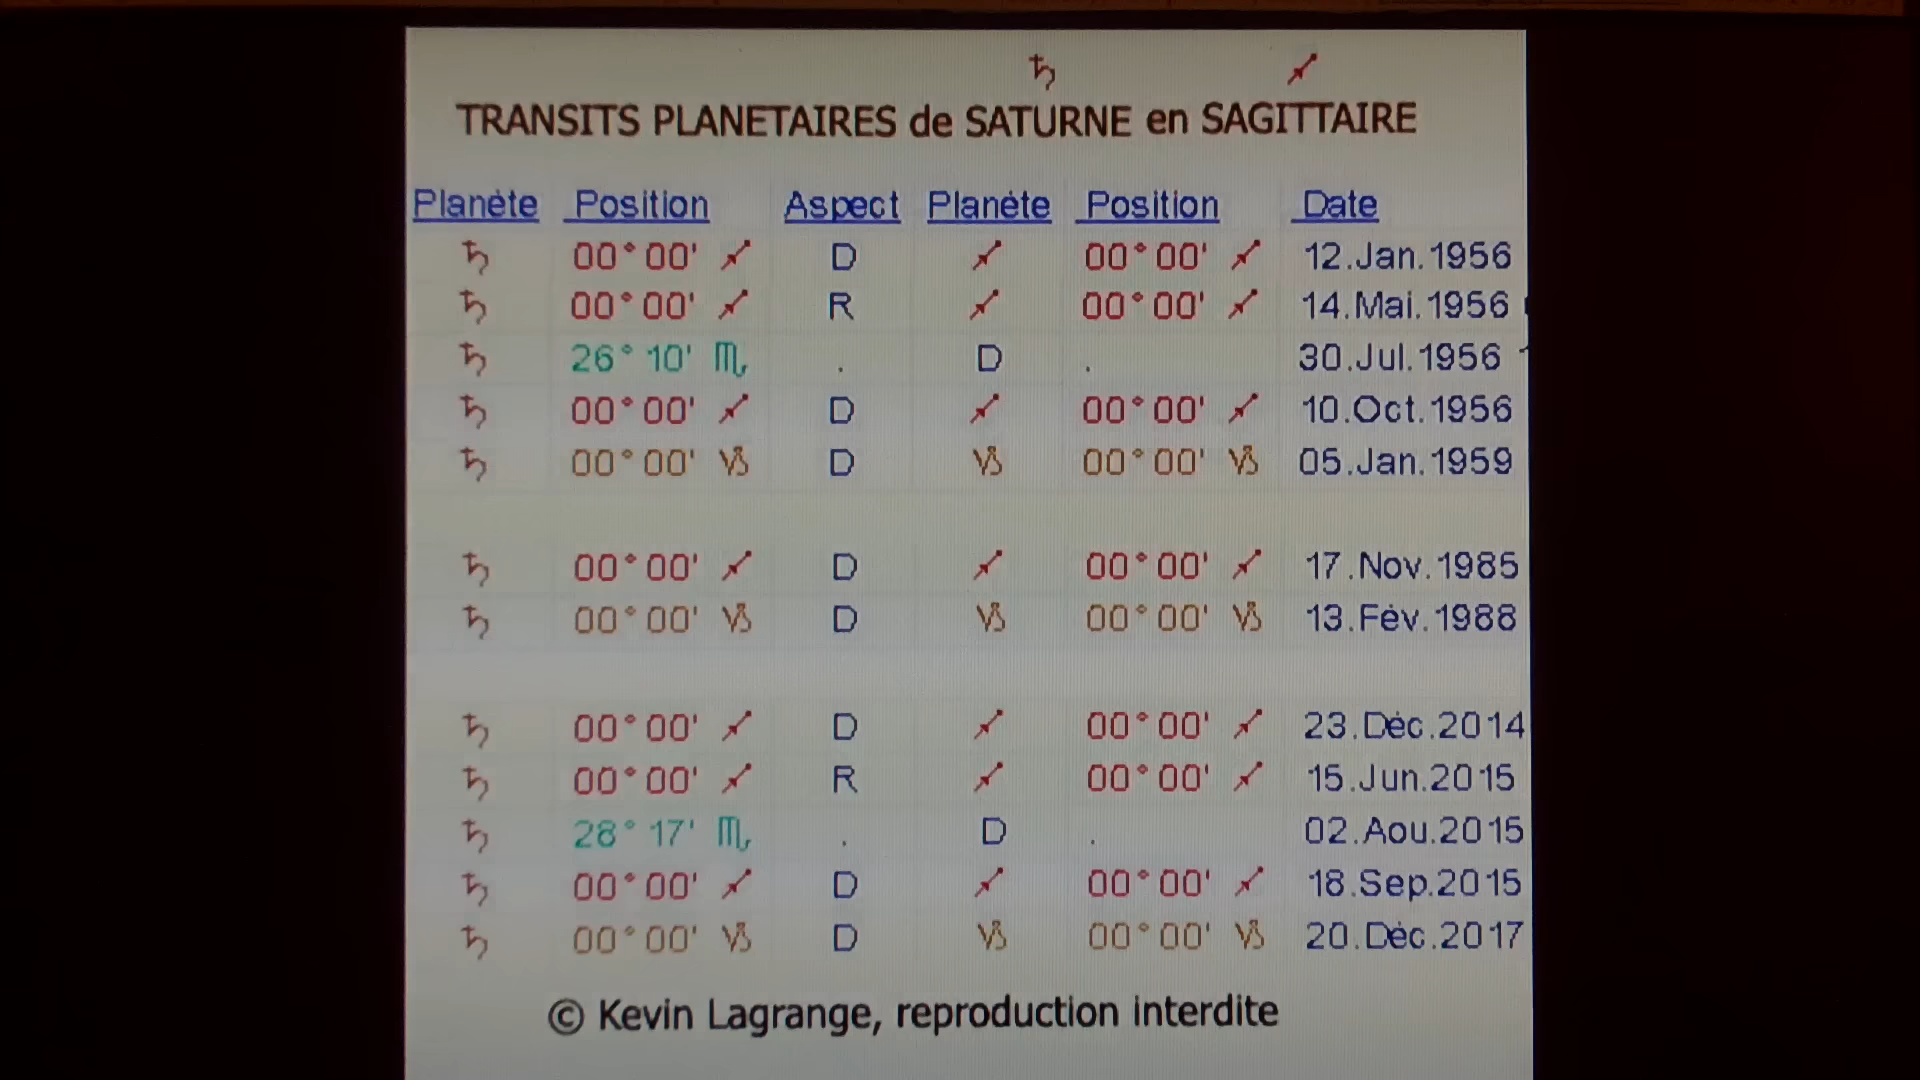 ♄ ♐
TRANSITS PLANETAIRES de SATURNE en SAGITTAIRE
Planète Position Aspect Planète Position Date
♄ 00°00' ♐ D ♐ 00°00' ♐ 12.Jan.1956
♄ 00°00' ♐ R ♐ 00°00' ♐ 14.Mai.1956
♄ 26°10' ♏ . D . 30.Jul.1956
♄ 00°00' ♐ D ♐ 00°00' ♐ 10.Oct.1956
♄ 00°00' ♑ D ♑ 00°00' ♑ 05.Jan.1959
♄ 00°00' ♐ D ♐ 00°00' ♐ 17.Nov.1985
♄ 00°00' ♑ D ♑ 00°00' ♑ 13.Fév.1988
♄ 00°00' ♐ D ♐ 00°00' ♐ 23.Déc.2014
♄ 00°00' ♐ R ♐ 00°00' ♐ 15.Jun.2015
♄ 28°17' ♏ . D . 02.Aou.2015
♄ 00°00' ♐ D ♐ 00°00' ♐ 18.Sep.2015
♄ 00°00' ♑ D ♑ 00°00' ♑ 20.Déc.2017
© Kevin Lagrange, reproduction interdite